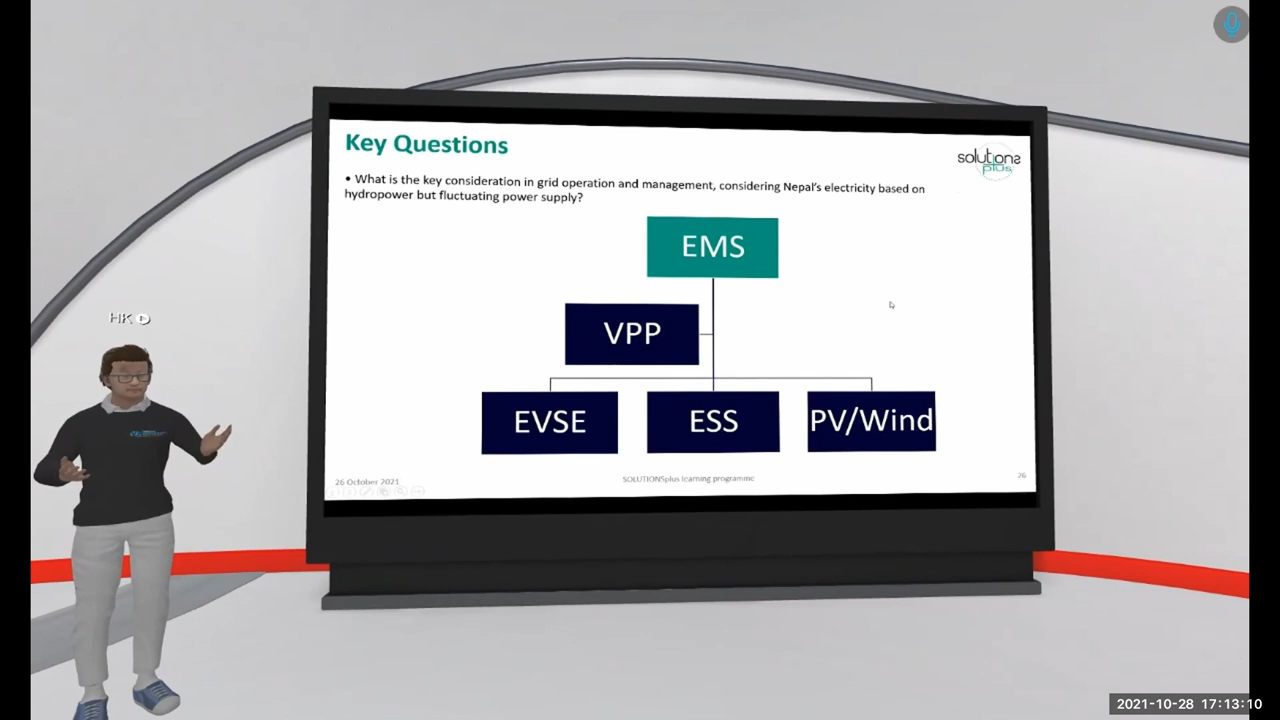 Key Questions
solutions
plus
• What is the key consideration in grid operation and management, considering Nepal's electricity based on
hydropower but fluctuating power supply?
EMS
VPP
EVSE
ESS
PV/Wind
26 October 2021
SOLUTIONSplus learning programme
26
HK
2021-10-28 17:13:10